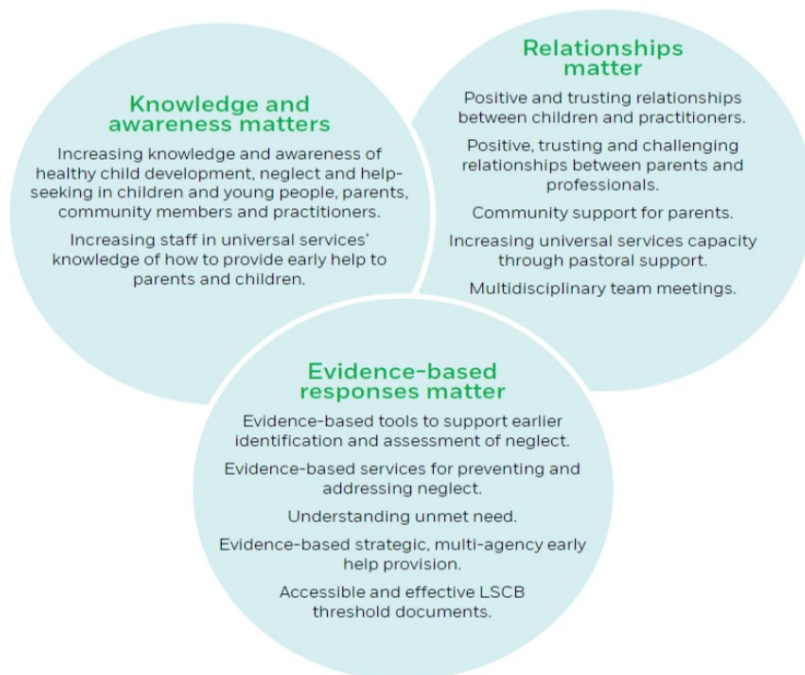 Knowledge and
awareness matters
Increasing knowledge and awareness of
healthy child development, neglect and help-
seeking in children and young people, parents,
community members and practitioners.
Increasing staff in universal services'
knowledge of how to provide early help to
parents and children.
Relationships
matter
Positive and trusting relationships
between children and practitioners.
Positive, trusting and challenging
relationships between parents and
professionals.
Community support for parents.
Increasing universal services capacity
through pastoral support.
Multidisciplinary team meetings.
Evidence-based
responses matter
Evidence-based tools to support earlier
identification and assessment of neglect.
Evidence-based services for preventing and
addressing neglect.
Understanding unmet need.
Evidence-based strategic, multi-agency early
help provision.
Accessible and effective LSCB
threshold documents.